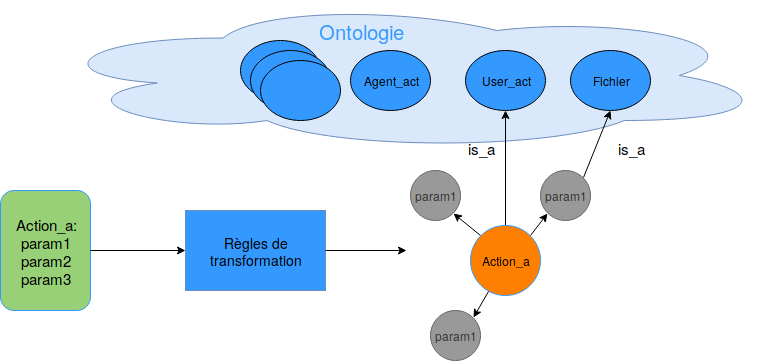 Ontologie
Agent_act
User_act
Fichier
is_a
is_a
param1
param1
Action_a:
param1
param2
param3
Règles de
transformation
Action_a
param1